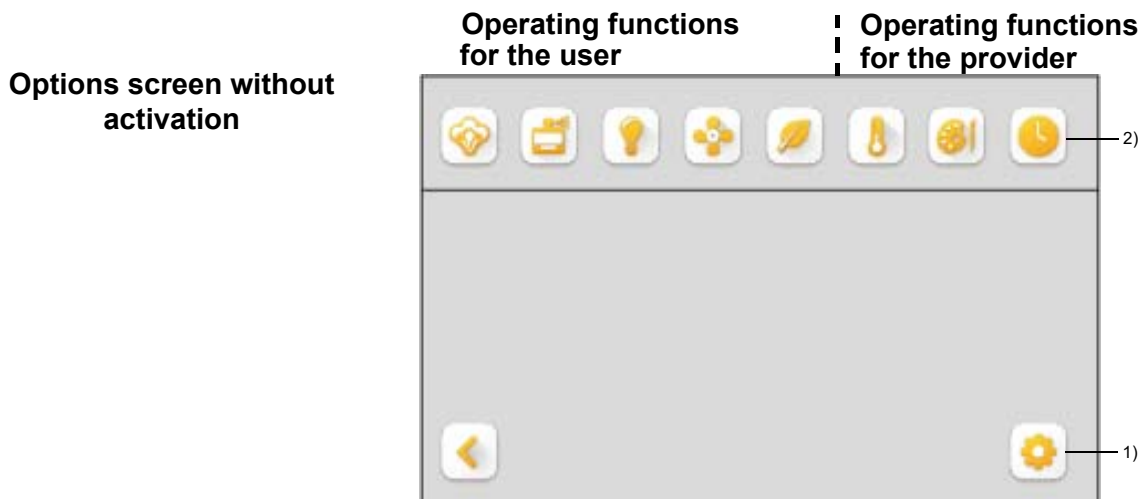 Operating functions
for the user
Operating functions
for the provider
Options screen without
activation
2)
1)